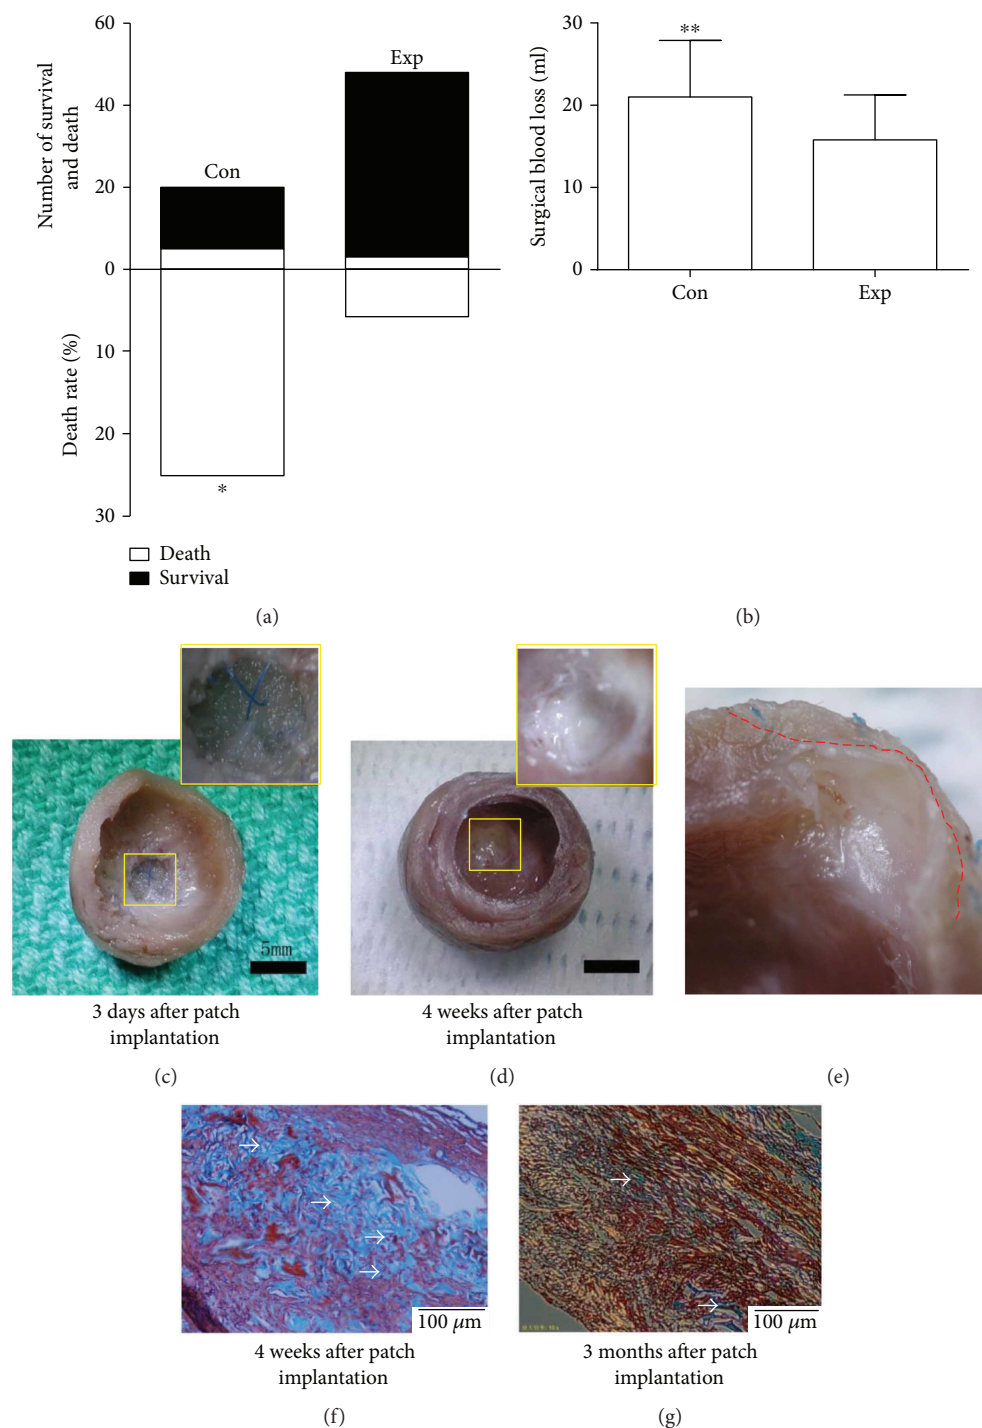 60
40
20
0
10
20
30
Number of survival
and death
Death rate (%)
Con
Exp
*
Death
Survival
(a)
30
20
10
0
Surgical blood loss (ml)
**
Con
Exp
(b)
5mm
3 days after patch
implantation
(c)
4 weeks after patch
implantation
(d)
(e)
100 μm
4 weeks after patch
implantation
(f)
100 μm
3 months after patch
implantation
(g)